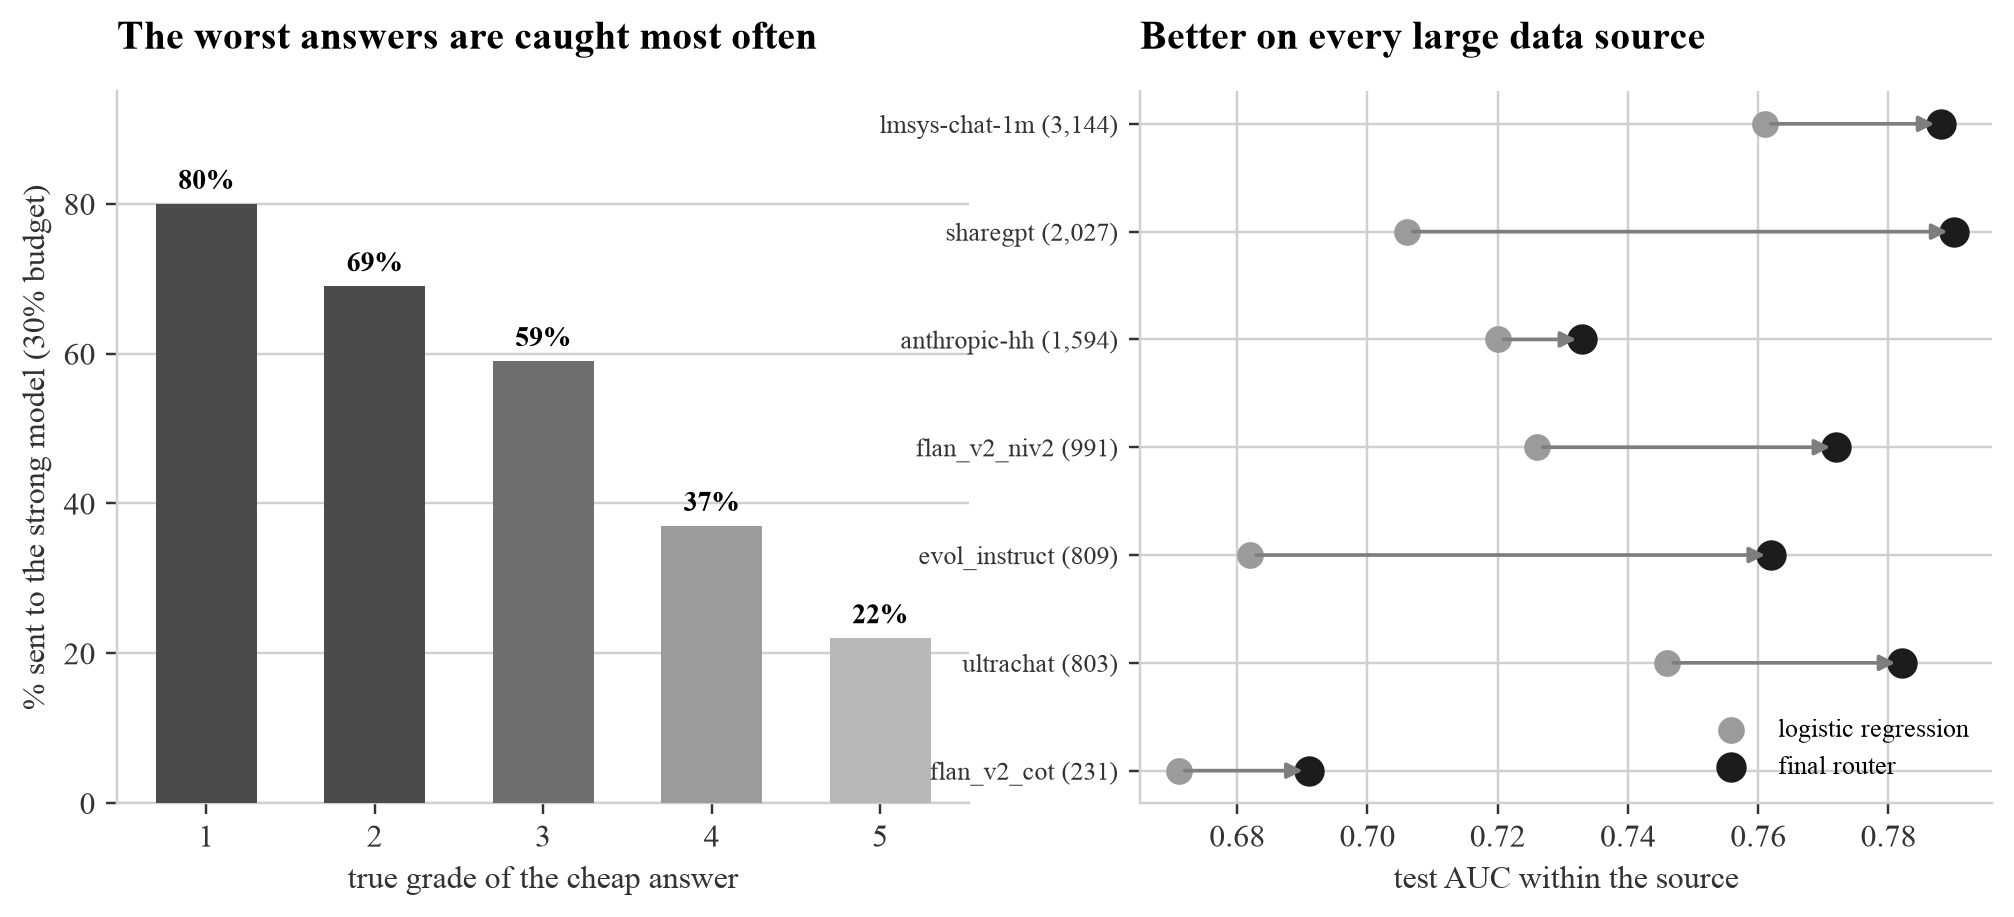 The worst answers are caught most often
% sent to the strong model (30% budget)
80
60
40
20
0
80%
69%
59%
37%
22%
1
2
3
4
5
true grade of the cheap answer
Better on every large data source
lmsys-chat-1m (3,144)
sharegpt (2,027)
anthropic-hh (1,594)
flan_v2_niv2 (991)
evol_instruct (809)
ultrachat (803)
flan_v2_cot (231)
logistic regression
final router
0.68
0.70
0.72
0.74
0.76
0.78
test AUC within the source